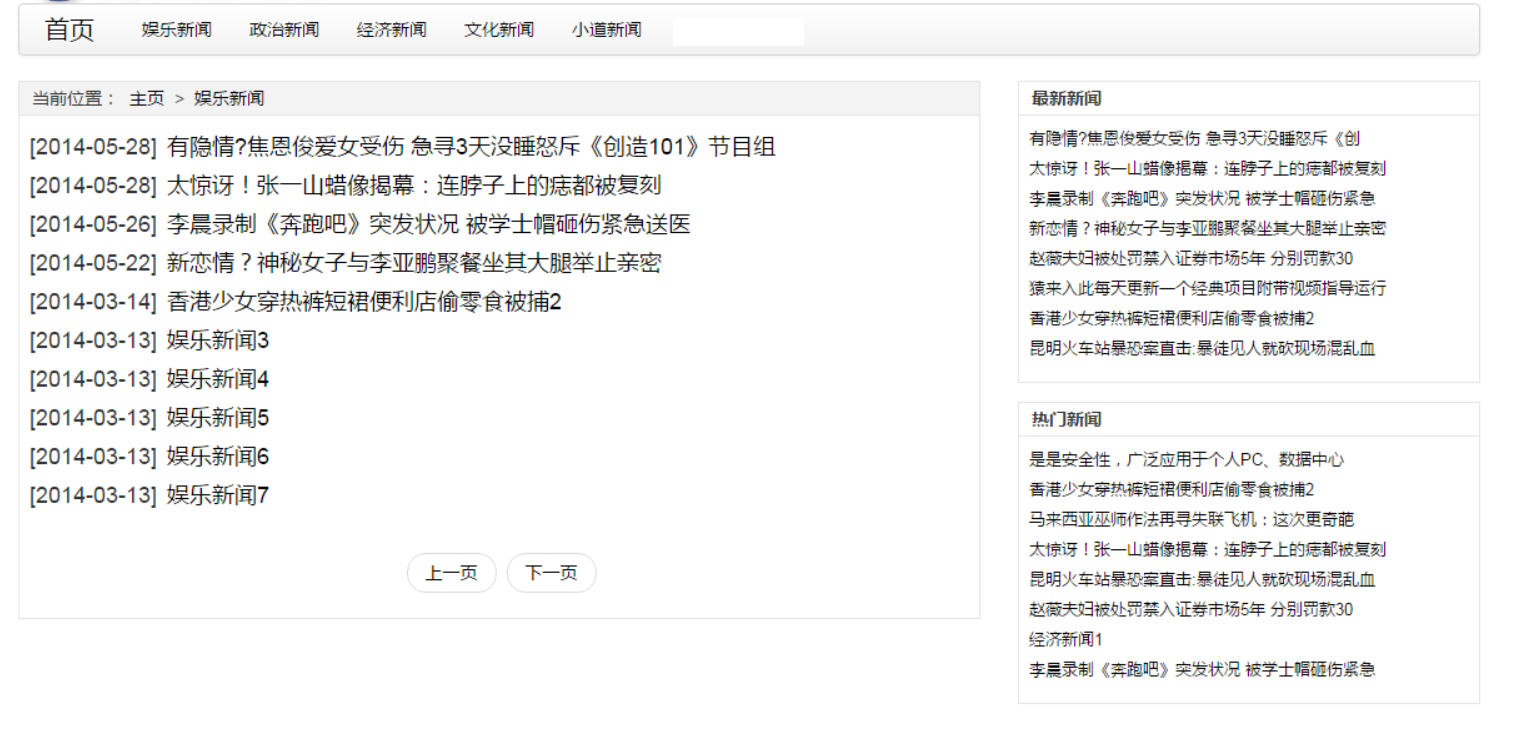 首页 娱乐新闻 政治新闻 经济新闻 文化新闻 小道新闻
当前位置： 主页 > 娱乐新闻
[2014-05-28] 有隐情?焦恩俊爱女受伤 急寻3天没睡怒斥《创造101》节目组
[2014-05-28] 太惊讶！张一山蜡像揭幕：连脖子上的痣都被复刻
[2014-05-26] 李晨录制《奔跑吧》突发状况 被学士帽砸伤紧急送医
[2014-05-22] 新恋情？神秘女子与李亚鹏聚餐坐其大腿举止亲密
[2014-03-14] 香港少女穿热裤短裙便利店偷零食被捕2
[2014-03-13] 娱乐新闻3
[2014-03-13] 娱乐新闻4
[2014-03-13] 娱乐新闻5
[2014-03-13] 娱乐新闻6
[2014-03-13] 娱乐新闻7
上一页 下一页
最新新闻
有隐情?焦恩俊爱女受伤 急寻3天没睡怒斥《创
太惊讶！张一山蜡像揭幕：连脖子上的痣都被复刻
李晨录制《奔跑吧》突发状况 被学士帽砸伤紧急
新恋情？神秘女子与李亚鹏聚餐坐其大腿举止亲密
赵薇夫妇被处罚禁入证券市场5年 分别罚款30
猿来入此每天更新一个经典项目附带视频指导运行
香港少女穿热裤短裙便利店偷零食被捕2
昆明火车站暴恐案直击:暴徒见人就砍现场混乱血
热门新闻
是是安全性，广泛应用于个人PC、数据中心
香港少女穿热裤短裙便利店偷零食被捕2
马来西亚巫师作法再寻失联飞机：这次更奇葩
太惊讶！张一山蜡像揭幕：连脖子上的痣都被复刻
昆明火车站暴恐案直击:暴徒见人就砍现场混乱血
赵薇夫妇被处罚禁入证券市场5年 分别罚款30
经济新闻1
李晨录制《奔跑吧》突发状况 被学士帽砸伤紧急